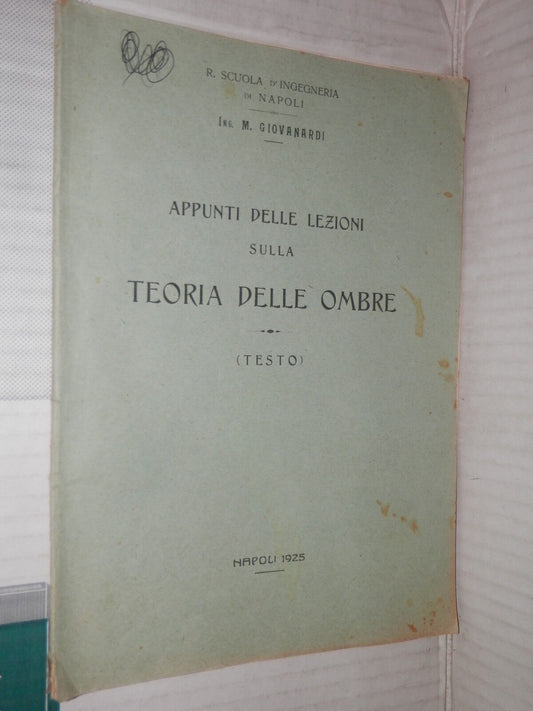 R. SCUOLA D'INGEGNERIA
DI NAPOLI
ING. M. GIOVANARDI
APPUNTI DELLE LEZIONI
SULLA
TEORIA DELLE OMBRE
(TESTO)
NAPOLI 1925